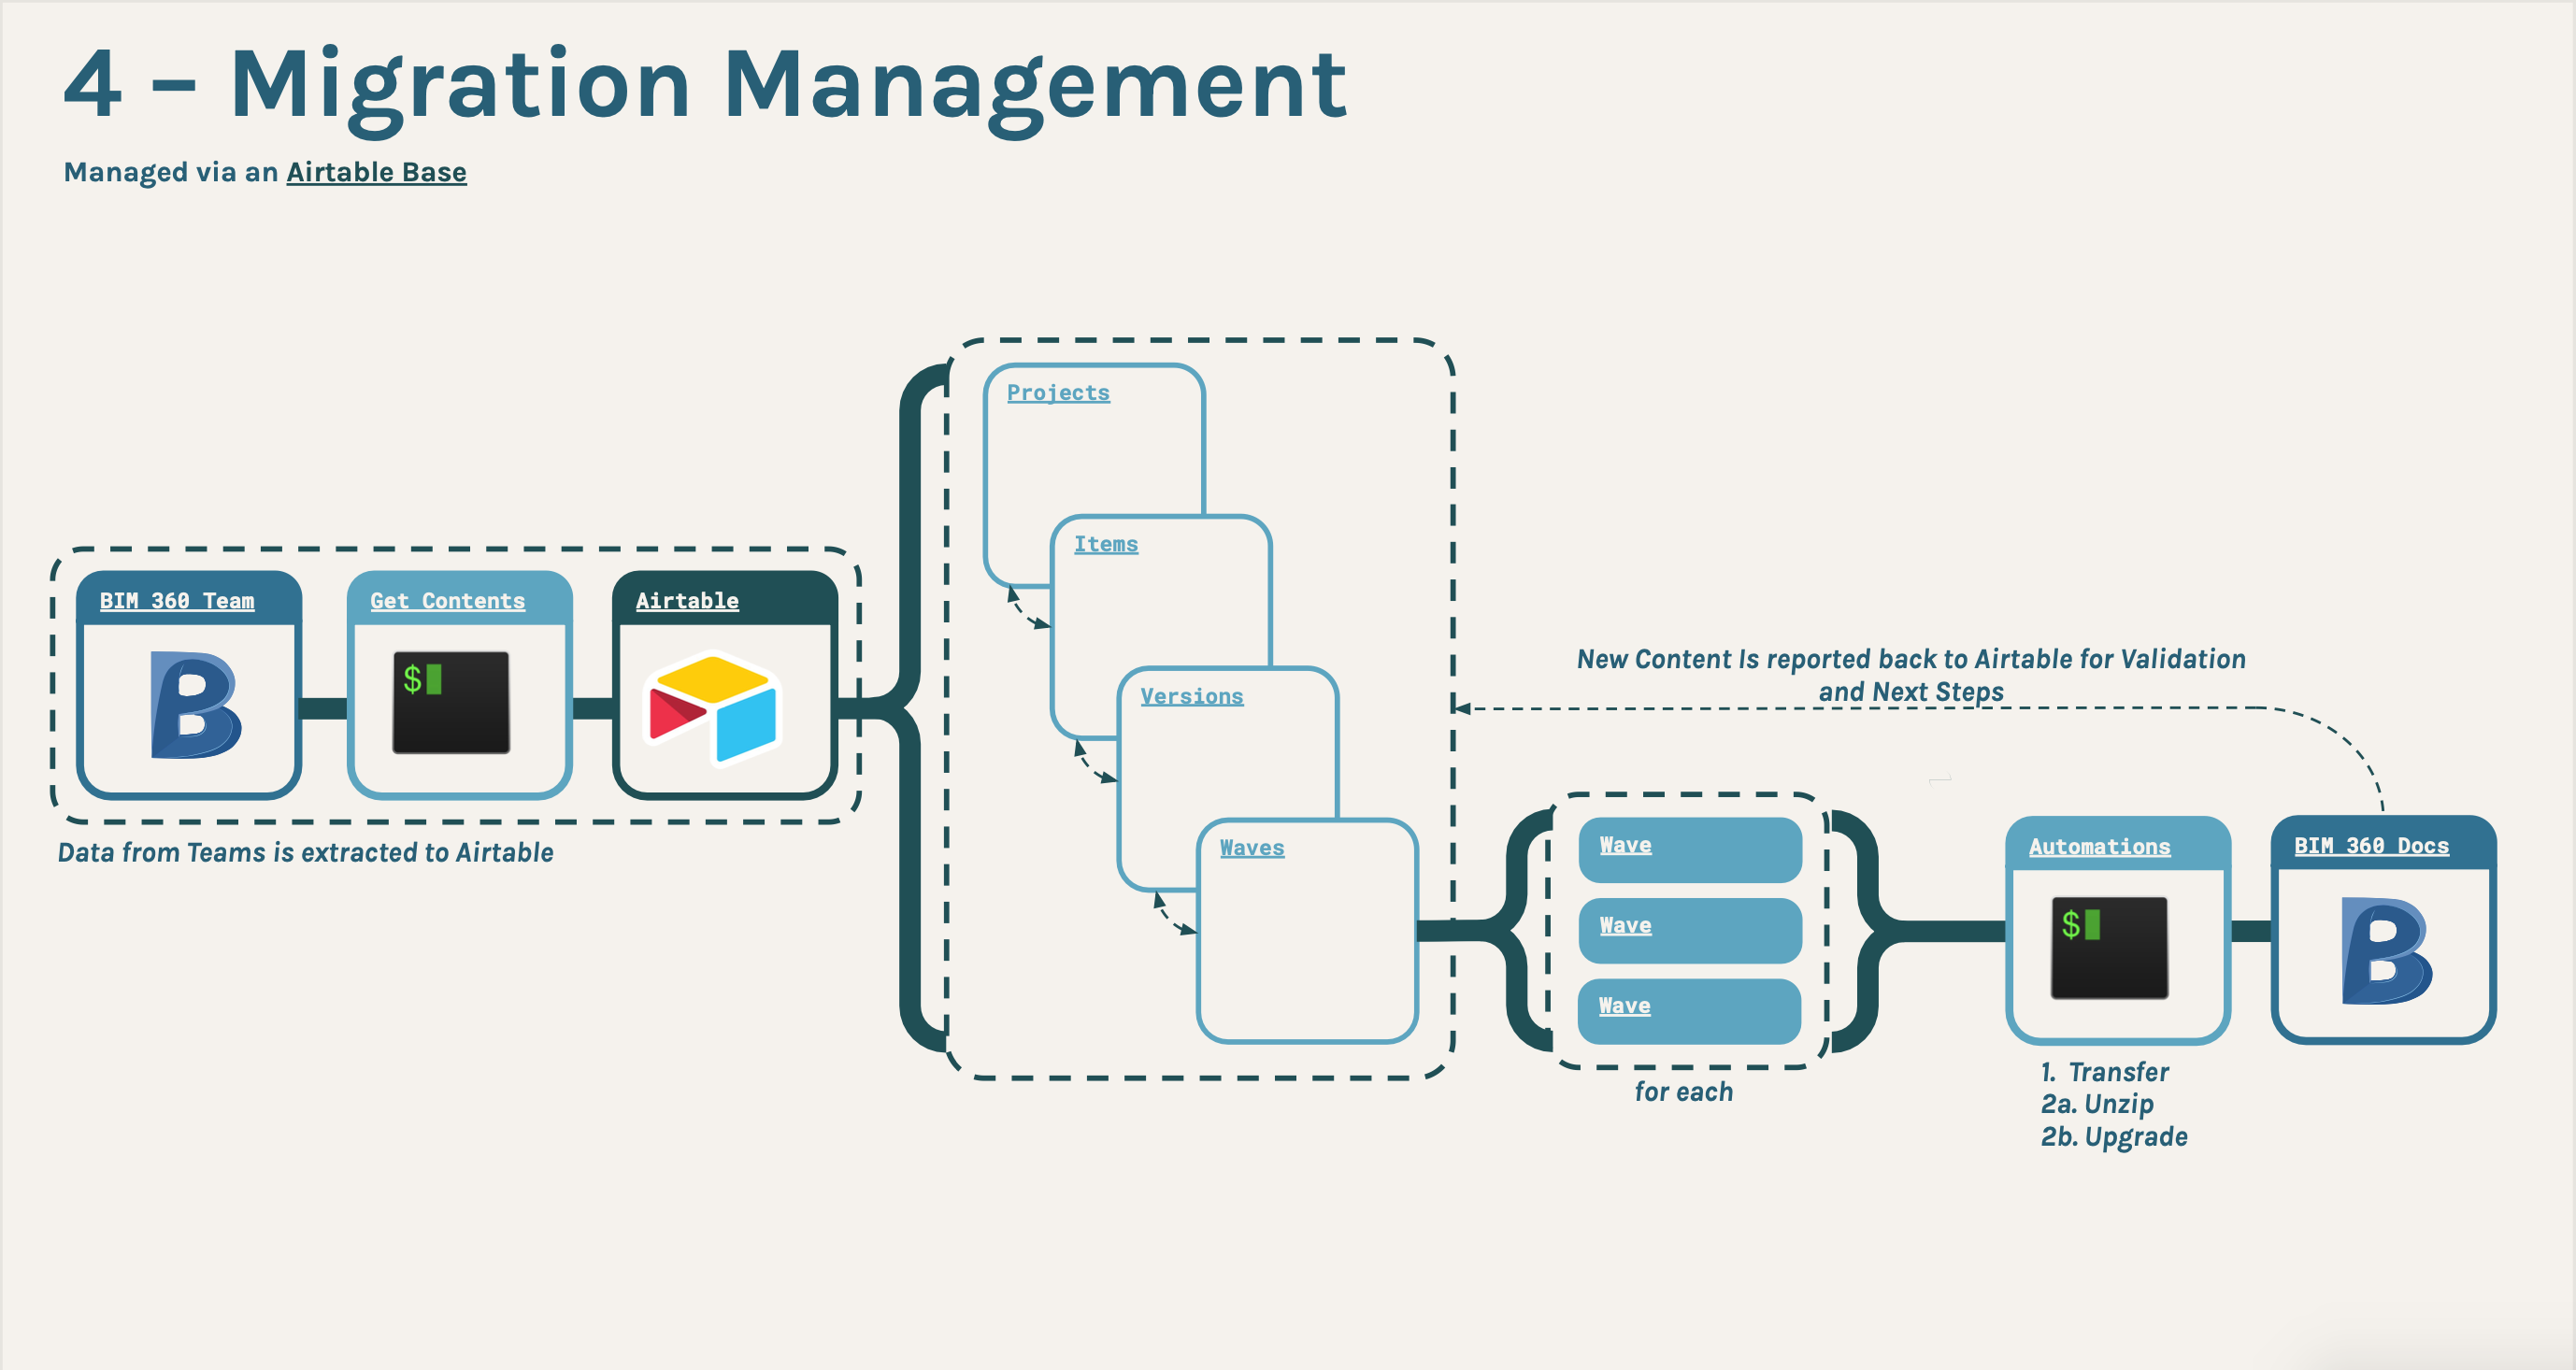 4 – Migration Management
Managed via an Airtable Base
Projects
Items
Versions
Waves
BIM 360 Team
Get Contents
Airtable
$
Data from Teams is extracted to Airtable
New Content Is reported back to Airtable for Validation
and Next Steps
Wave
Wave
Wave
for each
Automations
BIM 360 Docs
$
1. Transfer
2a. Unzip
2b. Upgrade